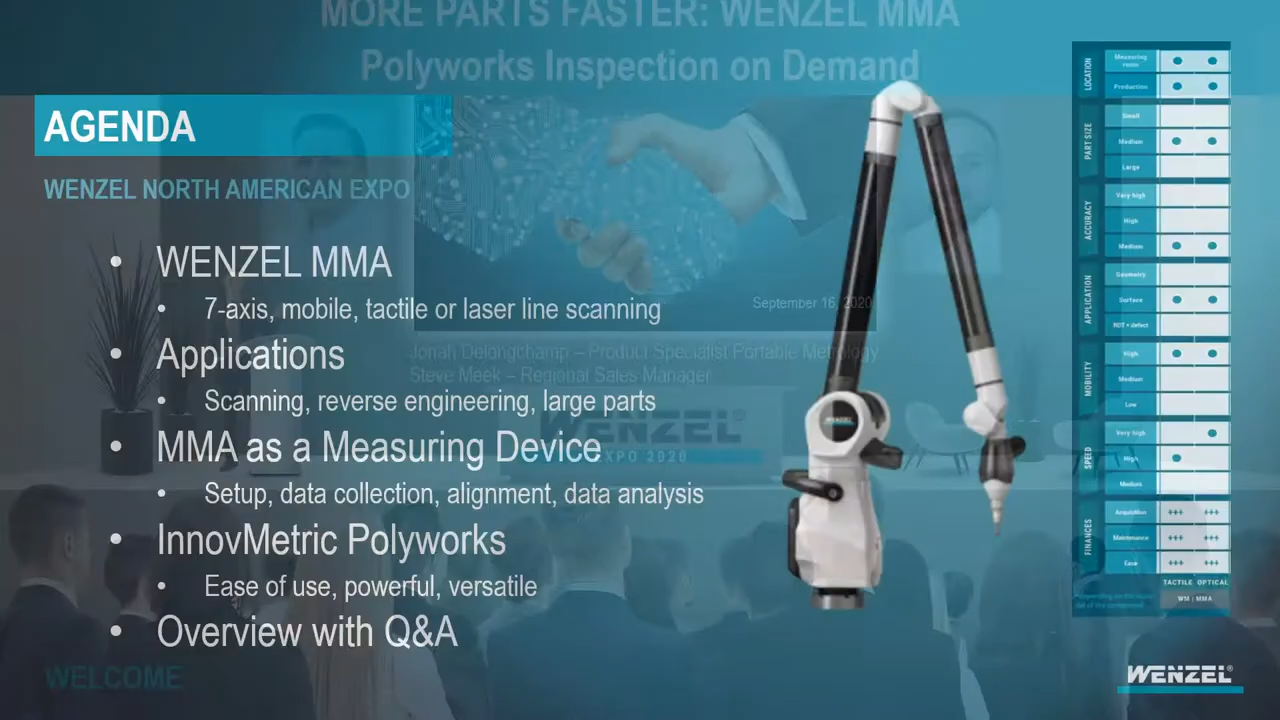 MORE PARTS FASTER: WENZEL MMA
Polyworks Inspection on Demand
AGENDA
WENZEL NORTH AMERICAN EXPO
• WENZEL MMA
• 7-axis, mobile, tactile or laser line scanning
• Applications
• Scanning, reverse engineering, large parts
• MMA as a Measuring Device
• Setup, data collection, alignment, data analysis
• InnovMetric Polyworks
• Ease of use, powerful, versatile
• Overview with Q&A
September 16, 2020
Jonah Delongchamp – Product Specialist Portable Metrology
Steve Meek – Regional Sales Manager
WENZEL®
EXPO 2020
WELCOME
LOCATION
Measuring room
Production
PART SIZE
Small
Medium
Large
ACCURACY
Very high
High
Medium
APPLICATION
Geometry
Surface
NDT + defect
MOBILITY
High
Medium
Low
SPEED
Very high
High
Medium
FINANCES
Acquisition +++ +++
Maintenance +++ +++
Ease +++ +++
TACTILE OPTICAL
WM | MMA
WENZEL®